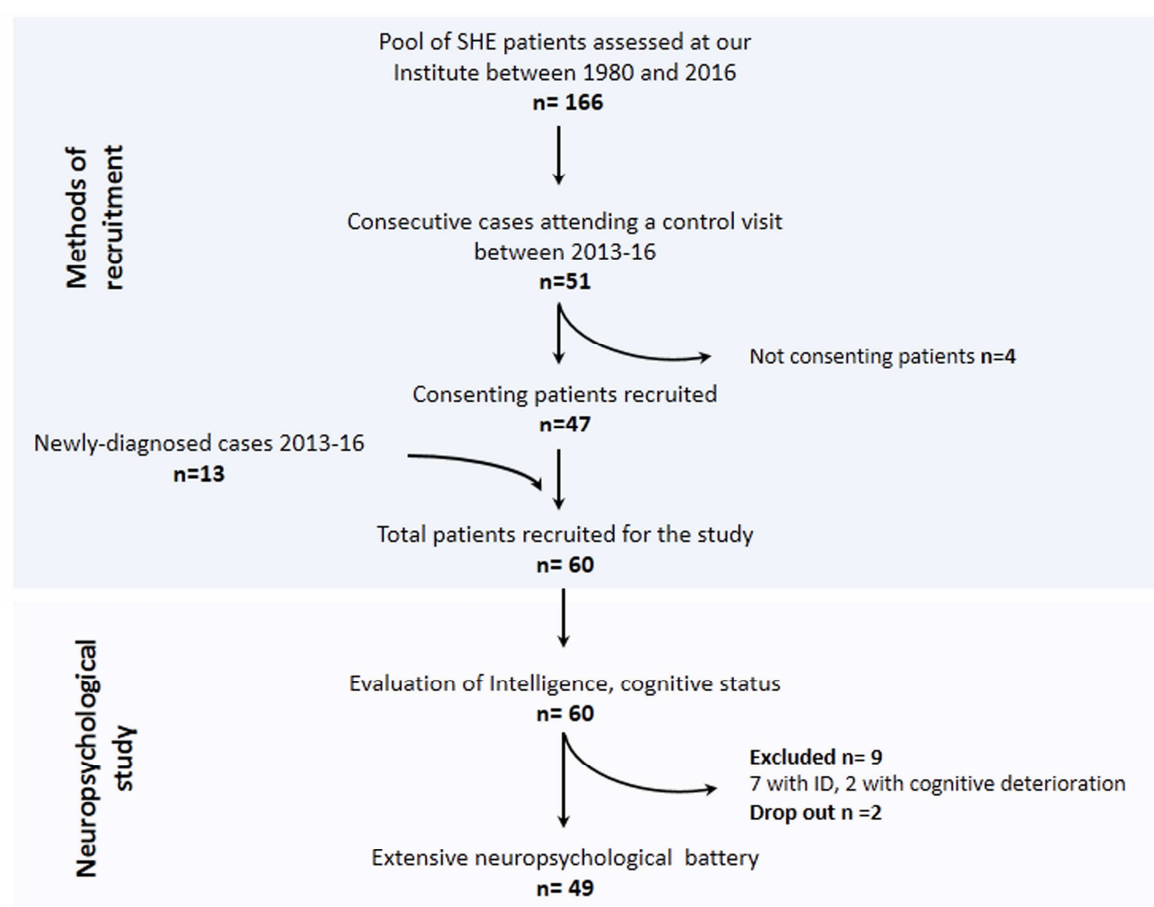 Pool of SHE patients assessed at our
Institute between 1980 and 2016
n= 166
Methods of
recruitment
Consecutive cases attending a control visit
between 2013-16
n=51
Not consenting patients n=4
Consenting patients recruited
n=47
Newly-diagnosed cases 2013-16
n=13
Total patients recruited for the study
n= 60
Neuropsychological
study
Evaluation of Intelligence, cognitive status
n= 60
Excluded n= 9
7 with ID, 2 with cognitive deterioration
Drop out n =2
Extensive neuropsychological  battery
n= 49